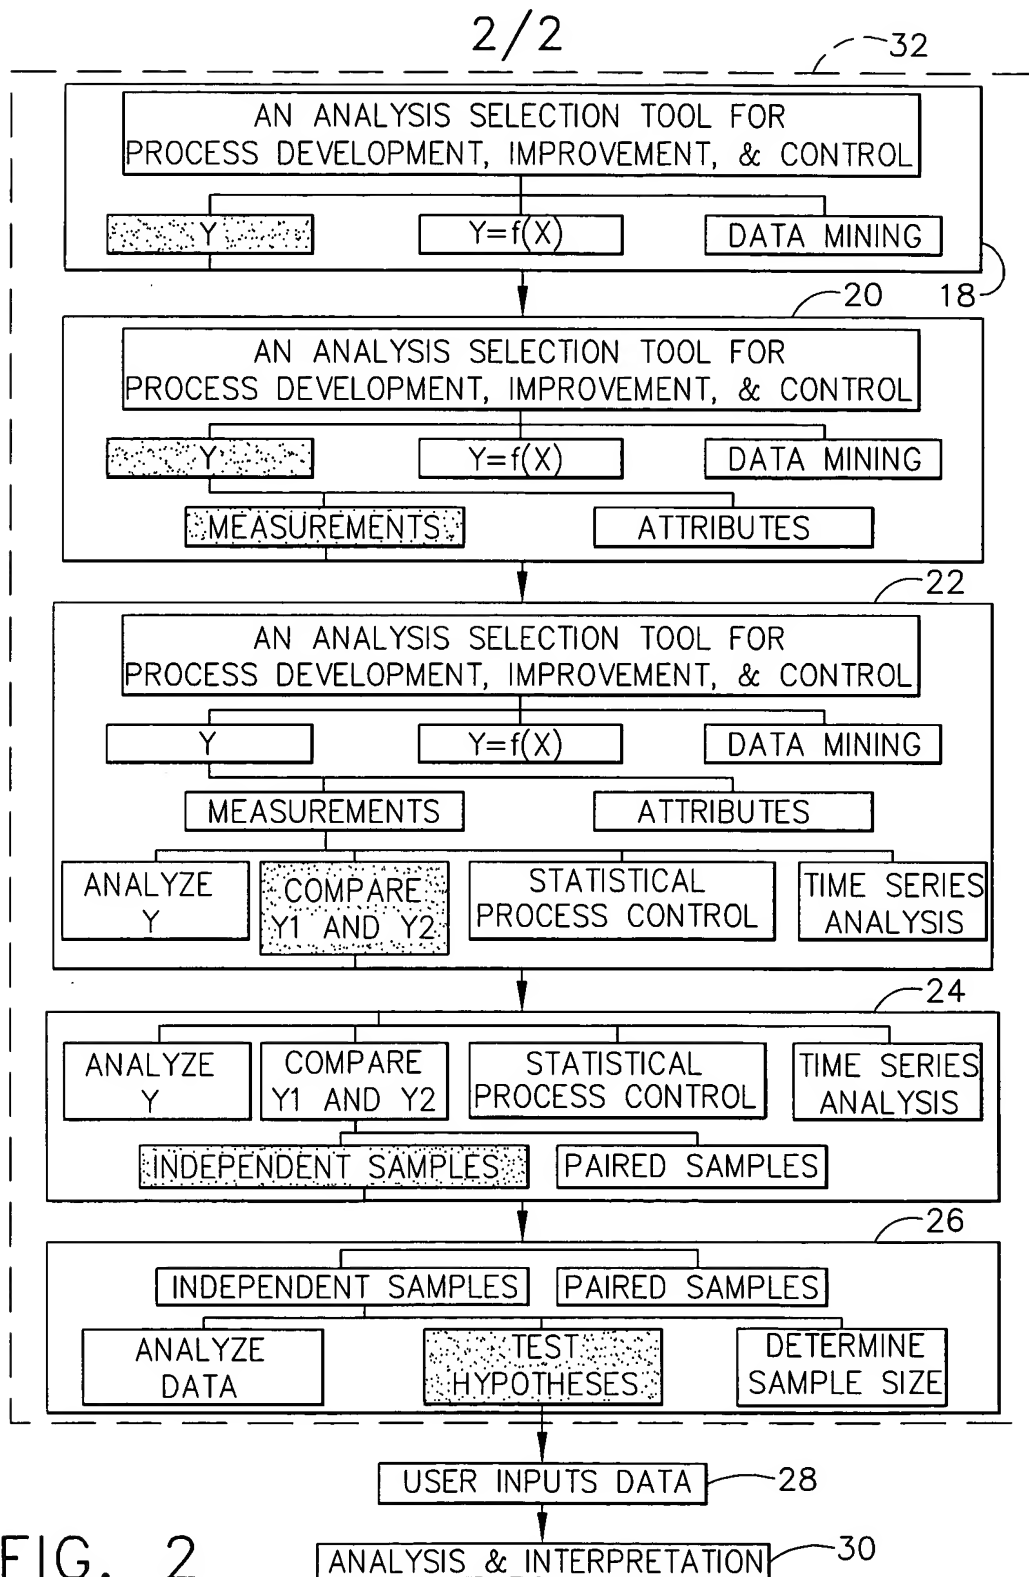 2/2
32
AN ANALYSIS SELECTION TOOL FOR
PROCESS DEVELOPMENT, IMPROVEMENT, & CONTROL
Y
Y=f(X)
DATA MINING
18
20
AN ANALYSIS SELECTION TOOL FOR
PROCESS DEVELOPMENT, IMPROVEMENT, & CONTROL
Y
Y=f(X)
DATA MINING
MEASUREMENTS
ATTRIBUTES
22
AN ANALYSIS SELECTION TOOL FOR
PROCESS DEVELOPMENT, IMPROVEMENT, & CONTROL
Y
Y=f(X)
DATA MINING
MEASUREMENTS
ATTRIBUTES
ANALYZE
Y
COMPARE
Y1 AND Y2
STATISTICAL
PROCESS CONTROL
TIME SERIES
ANALYSIS
24
ANALYZE
Y
COMPARE
Y1 AND Y2
STATISTICAL
PROCESS CONTROL
TIME SERIES
ANALYSIS
INDEPENDENT SAMPLES
PAIRED SAMPLES
26
INDEPENDENT SAMPLES
PAIRED SAMPLES
ANALYZE
DATA
TEST
HYPOTHESES
DETERMINE
SAMPLE SIZE
USER INPUTS DATA
28
ANALYSIS & INTERPRETATION
30
FIG. 2